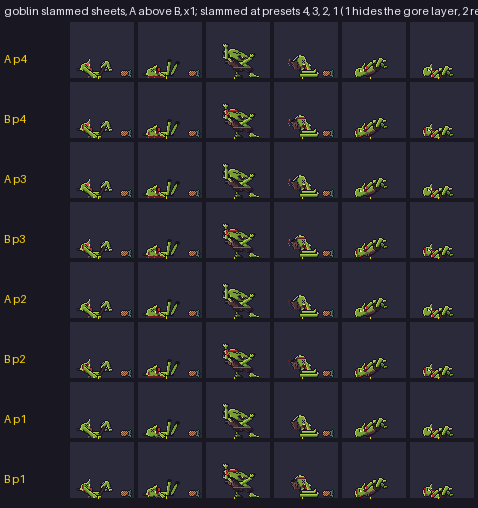 goblin slammed sheets, A above B, x1; slammed at presets 4, 3, 2, 1 (1 hides the gore layer, 2 re
Ap4
Bp4
Ap3
Bp3
Ap2
Bp2
Ap1
Bp1